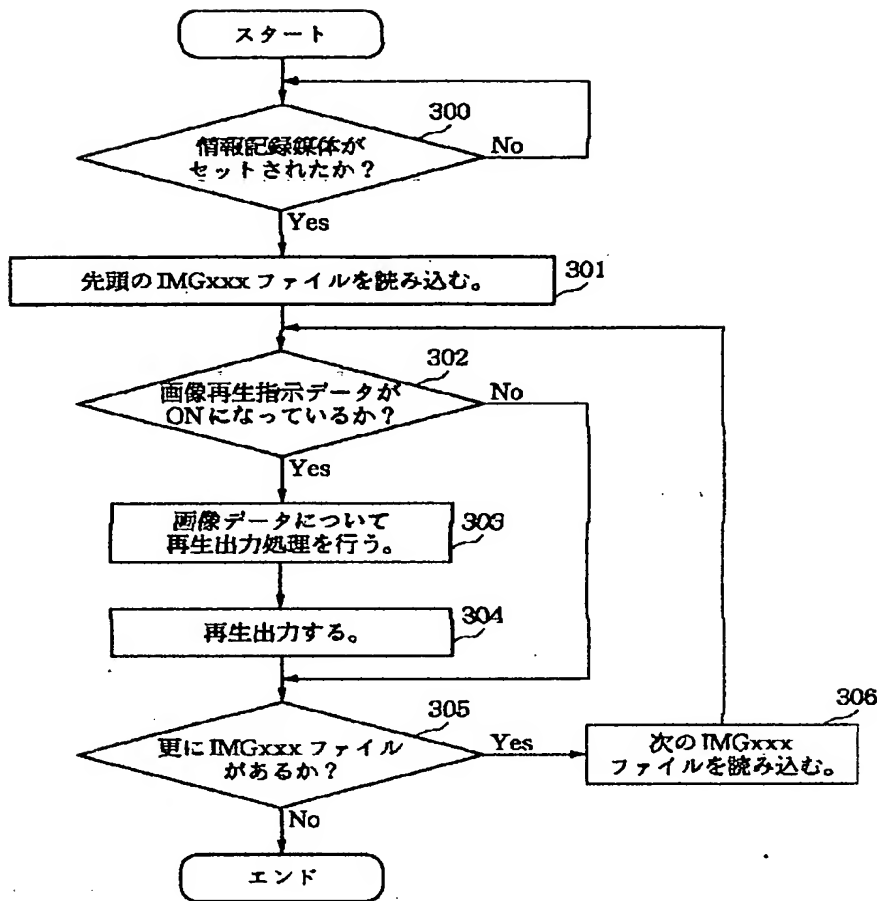 スタート
300
情報記録媒体が
セットされたか？
No
Yes
先頭のIMGxxxファイルを読み込む。
301
302
画像再生指示データが
ONになっているか？
No
Yes
画像データについて
再生出力処理を行う。
303
再生出力する。
304
305
更にIMGxxxファイル
があるか？
Yes
306
次のIMGxxx
ファイルを読み込む。
No
エンド